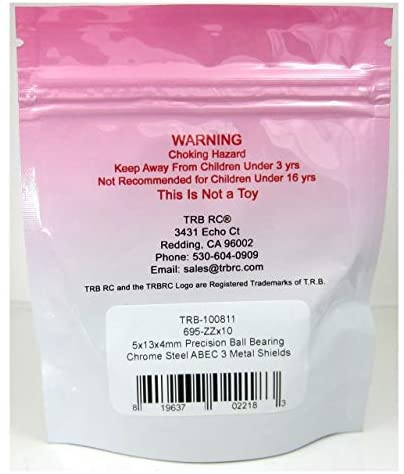 WARNING
Choking Hazard
Keep Away From Children Under 3 yrs
Not Recommended for Children Under 16 yrs
This Is Not a Toy
TRB RC®
3431 Echo Ct
Redding, CA 96002
Phone: 530-604-0909
Email: sales@trbrc.com
TRB RC and the TRBRC Logo are Registered Trademarks of T.R.B.
TRB-100811
695-ZZx10
5x13x4mm Precision Ball Bearing
Chrome Steel ABEC 3 Metal Shields
8 19637 02218 3